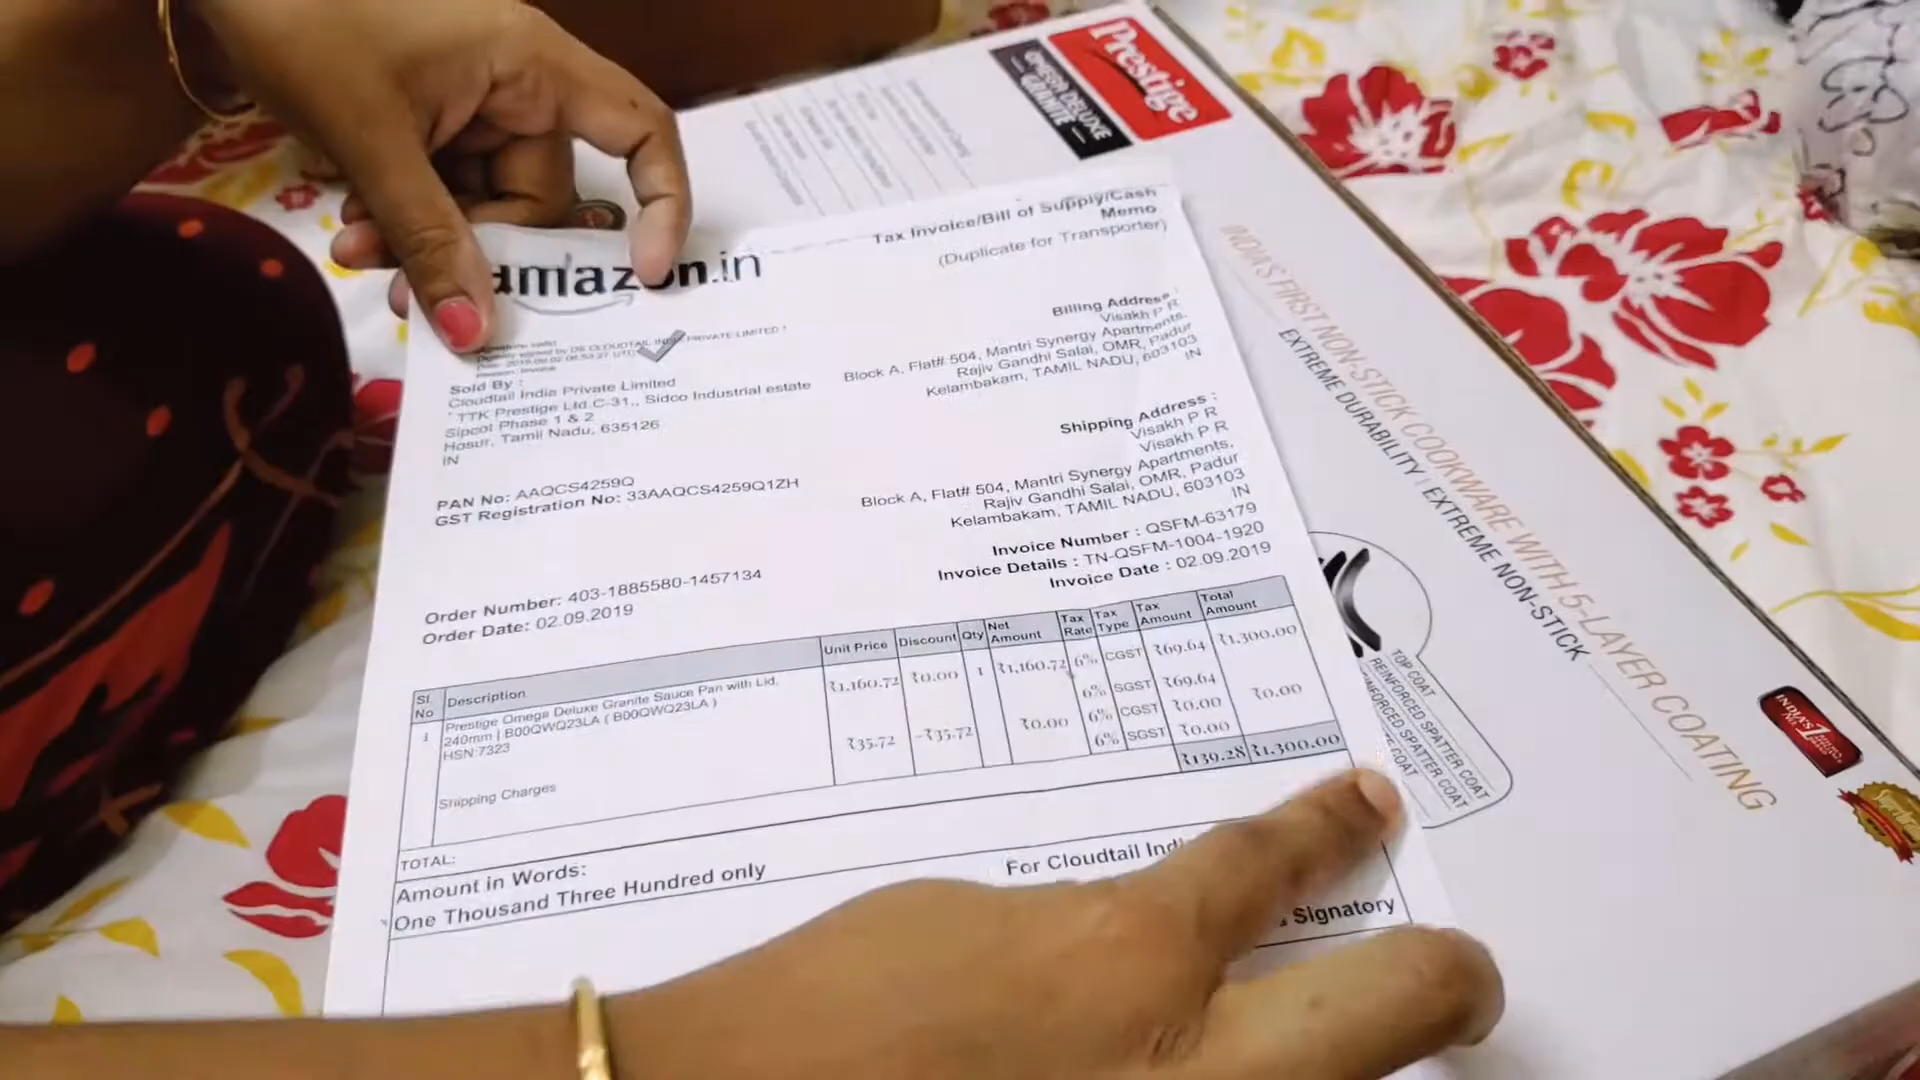 Prestige
OMEGA DELUXE
GRANITE
Tax Invoice/Bill of Supply/Cash
Memo
(Duplicate for Transporter)
amazon.in
Sold By :
Cloudtail India Private Limited
* TTK Prestige Ltd C-31,, Sidco Industrial estate
Sipcot Phase 1 & 2
Hosur, Tamil Nadu, 635126
IN
Billing Address :
Visakh P R
Block A, Flat# 504, Mantri Synergy Apartments,
Rajiv Gandhi Salai, OMR, Padur
Kelambakam, TAMIL NADU, 603103
IN
PAN No: AAQCS4259Q
GST Registration No: 33AAQCS4259Q1ZH
Shipping Address :
Visakh P R
Visakh P R
Block A, Flat# 504, Mantri Synergy Apartments,
Rajiv Gandhi Salai, OMR, Padur
Kelambakam, TAMIL NADU, 603103
IN
Order Number: 403-1885580-1457134
Order Date: 02.09.2019
Invoice Number : QSFM-63179
Invoice Details : TN-QSFM-1004-1920
Invoice Date : 02.09.2019
Sl. No Description Unit Price Discount Qty Net Amount Tax Rate Tax Type Tax Amount Total Amount
1 Prestige Omega Deluxe Granite Sauce Pan with Lid, ₹1,160.72 ₹0.00 1 ₹1,160.72 6% CGST ₹69.64 ₹1,300.00
240mm | B00QWQ23LA ( B00QWQ23LA ) 6% SGST ₹69.64
HSN:7323
Shipping Charges ₹35.72 -₹35.72 ₹0.00 6% CGST ₹0.00 ₹0.00
6% SGST ₹0.00
TOTAL: ₹139.28 ₹1,300.00
Amount in Words:
One Thousand Three Hundred only
For Cloudtail
Signatory
INDIA'S FIRST NON-STICK COOKWARE WITH 5-LAYER COATING
EXTREME DURABILITY | EXTREME NON-STICK
TOP COAT
REINFORCED SPATTER COAT
REINFORCED SPATTER COAT
COAT
INDIA'S
NO. 1